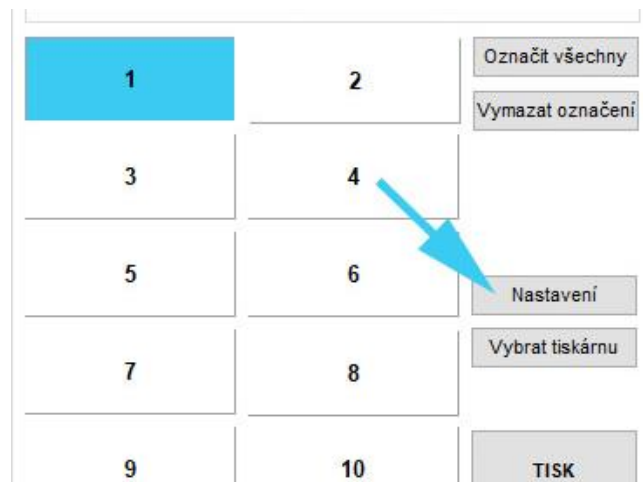 1
2
Označit všechny
Vymazat označení
3
4
5
6
Nastavení
Vybrat tiskárnu
7
8
9
10
TISK